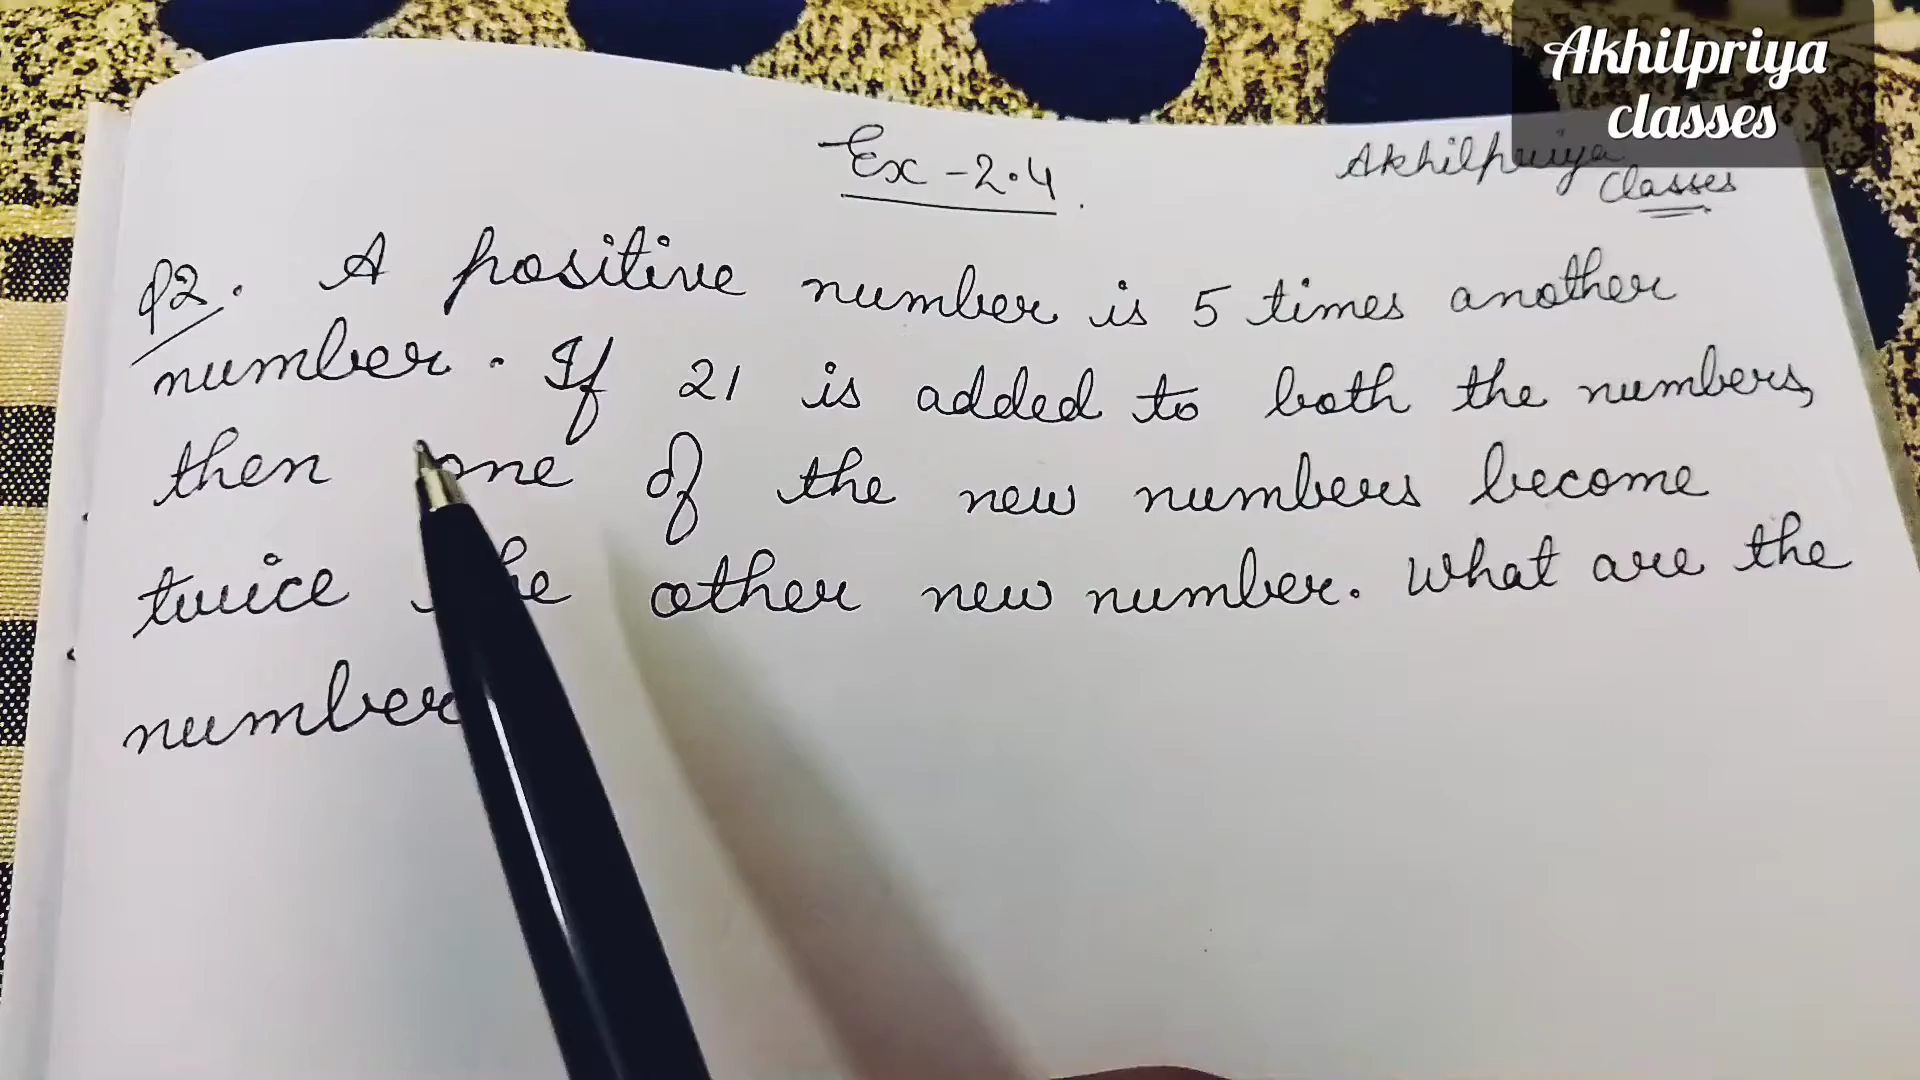 Akhilpriya
classes
Ex-2.4
Akhilpriya
Classes
Q2. A positive number is 5 times another
number. If 21 is added to both the numbers,
then one of the new numbers become
twice the other new number. What are the
number